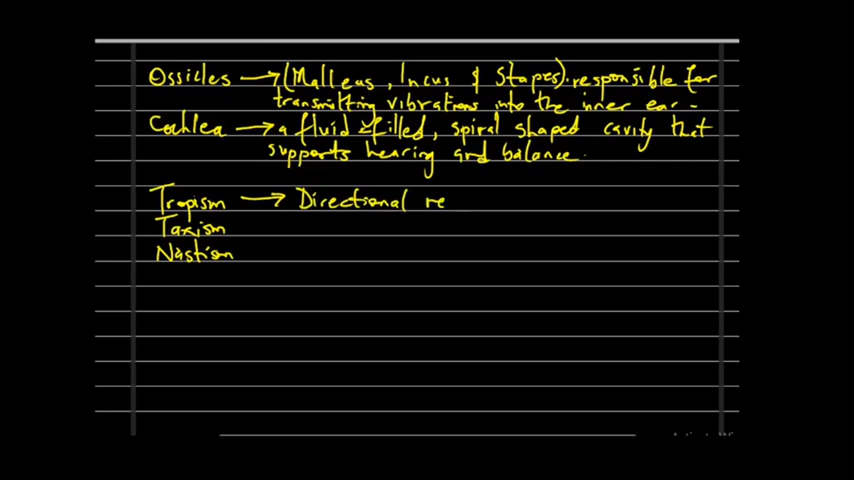 Ossicles → (Malleus, Incus & Stapes). responsible for
transmitting vibrations into the inner ear -
Cochlea → a fluid filled, spiral shaped cavity that
supports hearing and balance.
Tropism → Directional re
Taxism
Nastism